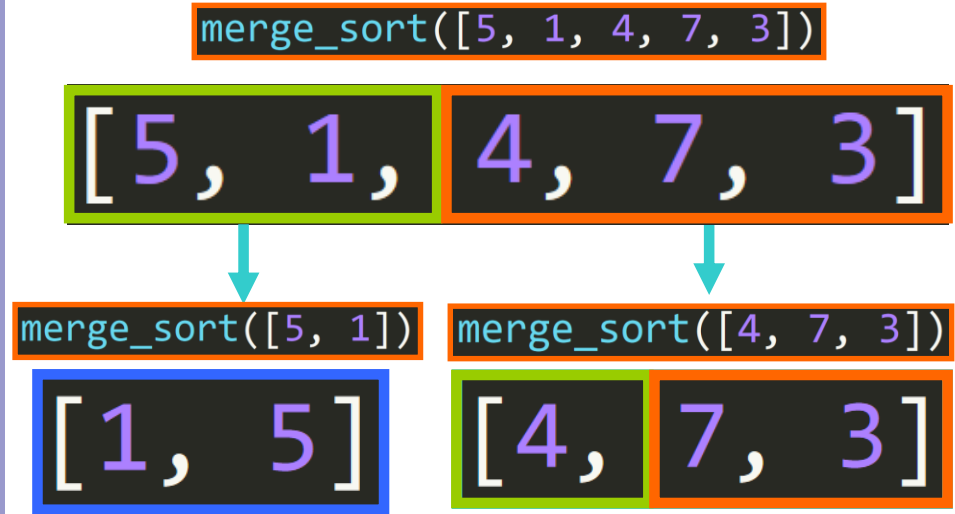 merge_sort([5, 1, 4, 7, 3])
[5, 1, 4, 7, 3]
merge_sort([5, 1])
merge_sort([4, 7, 3])
[1, 5]
[4, 7, 3]